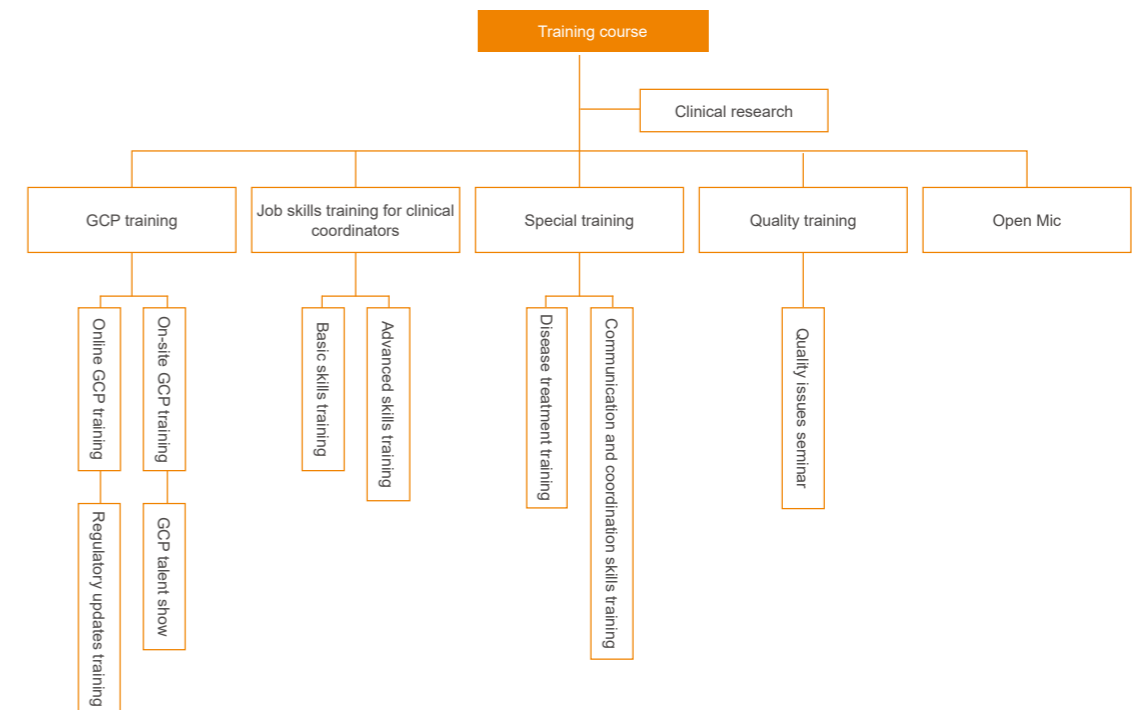 Training course
Clinical research
GCP training
Job skills training for clinical
coordinators
Special training
Quality training
Open Mic
Online GCP training
On-site GCP training
Basic skills training
Advanced skills training
Disease treatment training
Communication and coordination skills training
Quality issues seminar
Regulatory updates training
GCP talent show